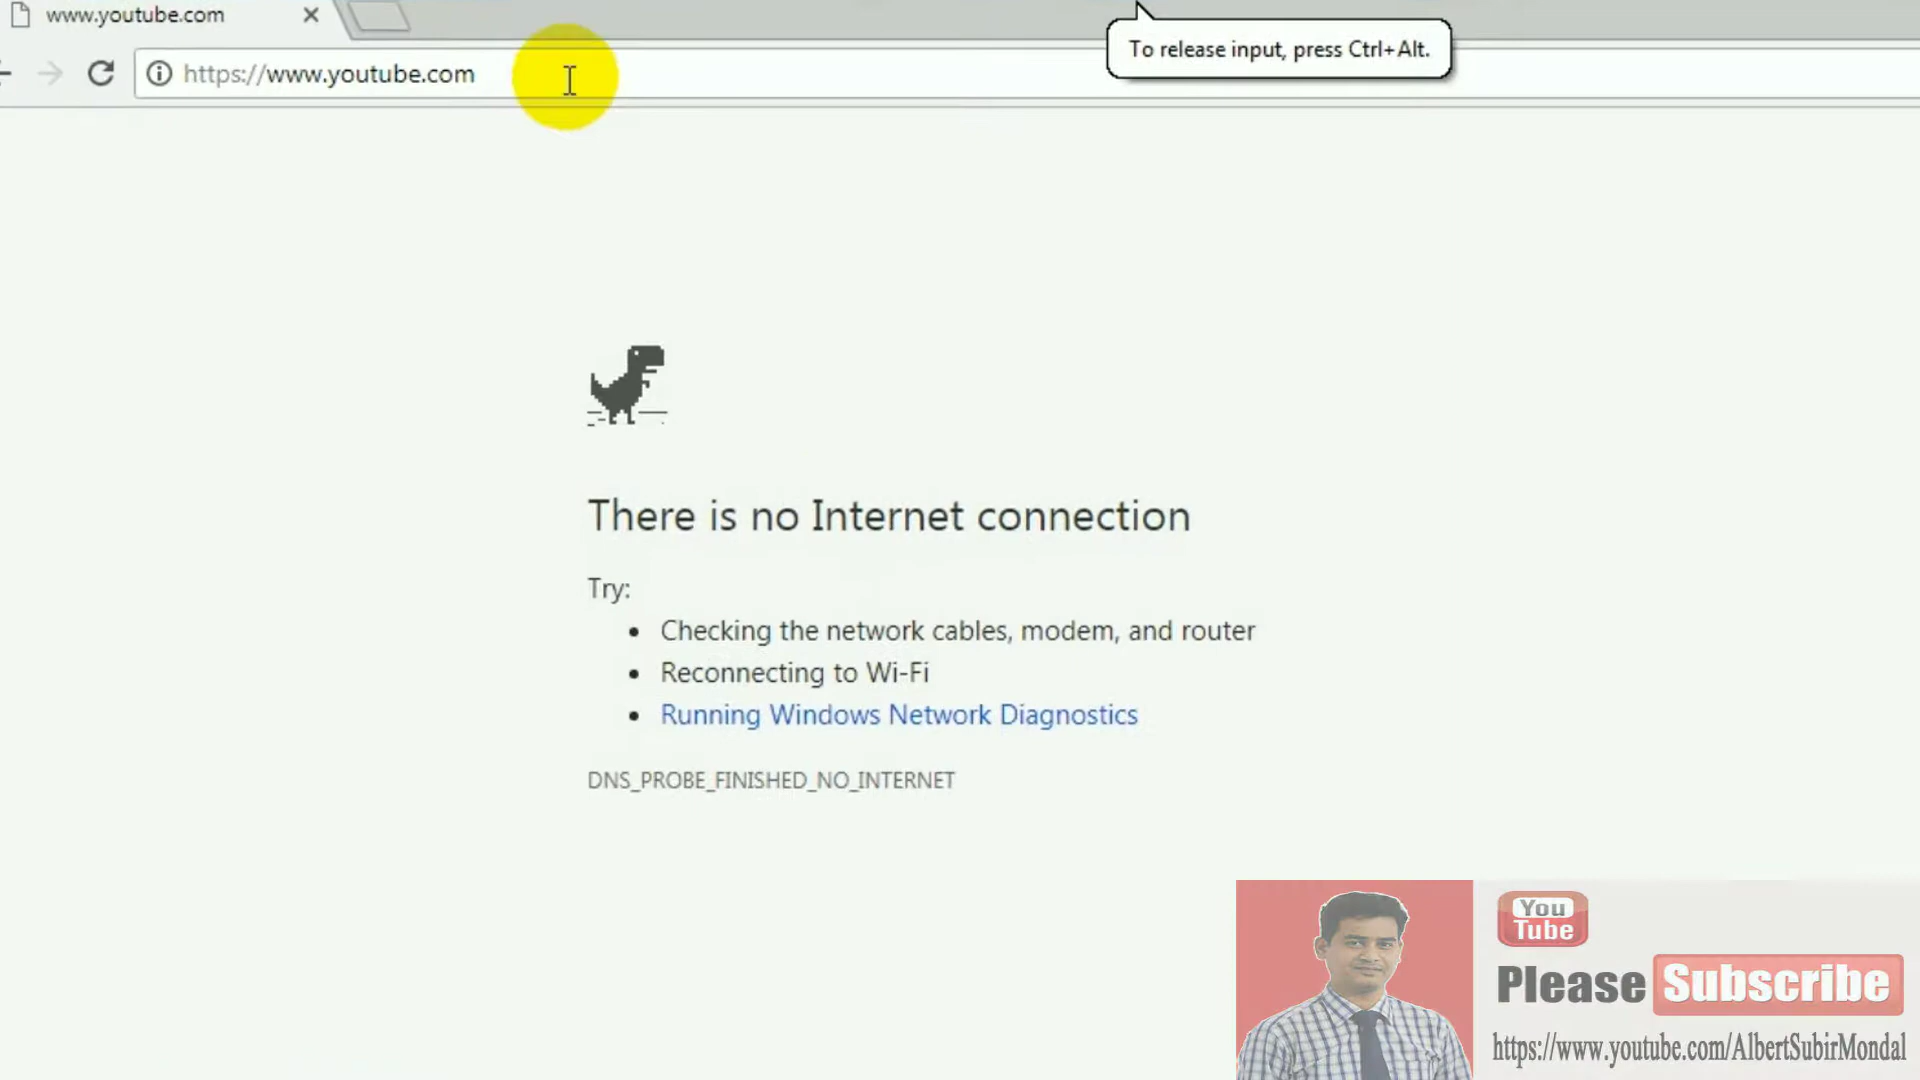 www.youtube.com
To release input, press Ctrl+Alt.
https://www.youtube.com
There is no Internet connection
Try:
Checking the network cables, modem, and router
Reconnecting to Wi-Fi
Running Windows Network Diagnostics
DNS_PROBE_FINISHED_NO_INTERNET
You
Tube
Please Subscribe
https://www.youtube.com/AlbertSubirMondal